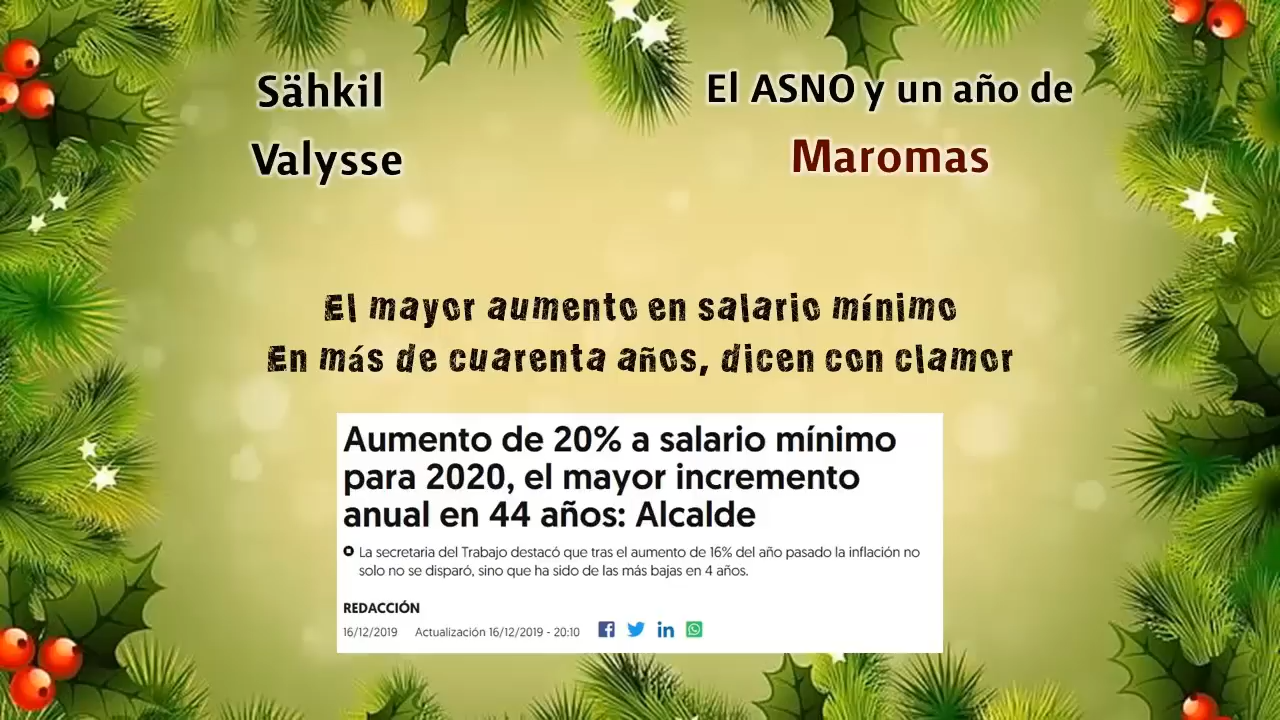 Sähkil
Valysse
El ASNO y un año de
Maromas
El mayor aumento en salario mínimo
En más de cuarenta años, dicen con clamor
Aumento de 20% a salario mínimo
para 2020, el mayor incremento
anual en 44 años: Alcalde
La secretaria del Trabajo destacó que tras el aumento de 16% del año pasado la inflación no
solo no se disparó, sino que ha sido de las más bajas en 4 años.
REDACCIÓN
16/12/2019 Actualización 16/12/2019 - 20:10